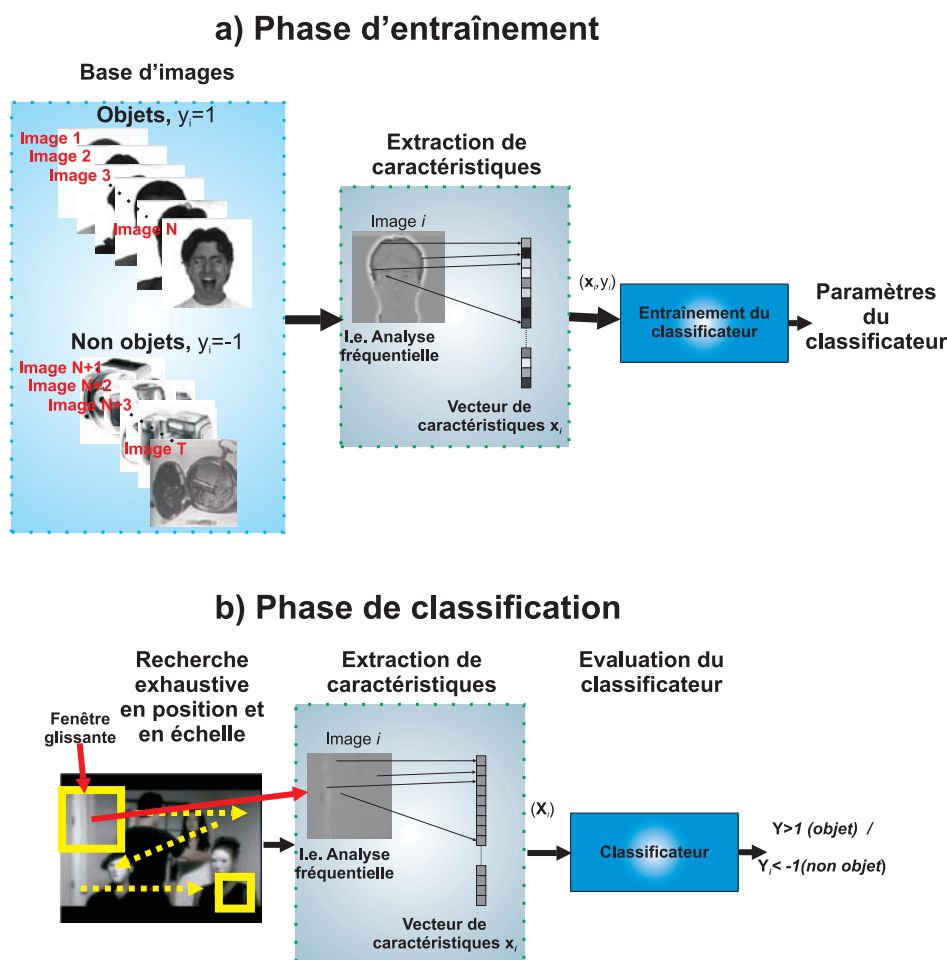 a) Phase d'entraînement
Base d'images
Objets, yi=1
Image 1
Image 2
Image 3
Image N
Non objets, yi=-1
Image N+1
Image N+2
Image N+3
Image T
Extraction de
caractéristiques
Image i
I.e. Analyse
fréquentielle
Vecteur de
caractéristiques xi
(xi,yi)
Entraînement du
classificateur
Paramètres
du
classificateur
b) Phase de classification
Recherche
exhaustive
en position et
en échelle
Fenêtre
glissante
Extraction de
caractéristiques
Image i
I.e. Analyse
fréquentielle
Vecteur de
caractéristiques xi
(Xi)
Evaluation du
classificateur
Classificateur
Y>1 (objet) /
Yi< -1(non objet)